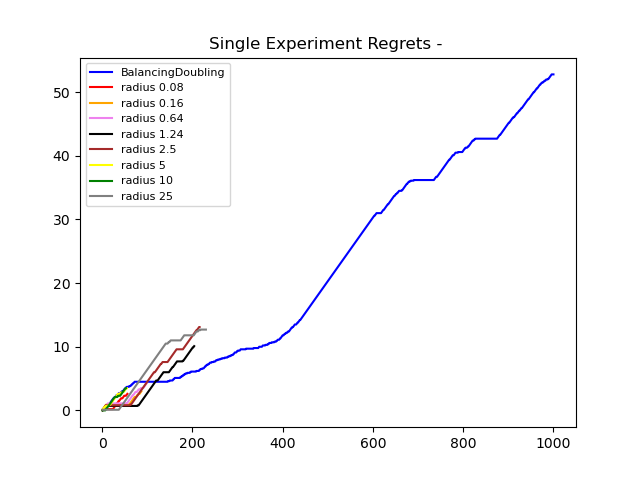 Single Experiment Regrets -
BalancingDoubling
radius 0.08
radius 0.16
radius 0.64
radius 1.24
radius 2.5
radius 5
radius 10
radius 25
50
40
30
20
10
0
0 200 400 600 800 1000